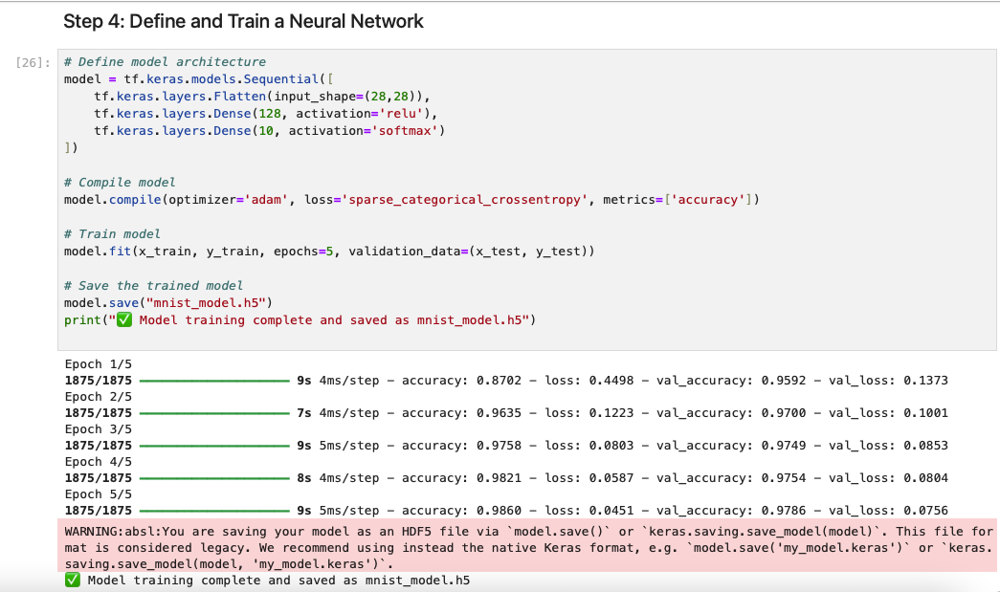 Step 4: Define and Train a Neural Network
[26]:
# Define model architecture
model = tf.keras.models.Sequential([
    tf.keras.layers.Flatten(input_shape=(28,28)),
    tf.keras.layers.Dense(128, activation='relu'),
    tf.keras.layers.Dense(10, activation='softmax')
])
# Compile model
model.compile(optimizer='adam', loss='sparse_categorical_crossentropy', metrics=['accuracy'])
# Train model
model.fit(x_train, y_train, epochs=5, validation_data=(x_test, y_test))
# Save the trained model
model.save("mnist_model.h5")
print("✅ Model training complete and saved as mnist_model.h5")
Epoch 1/5
1875/1875 ━━━━━━━━━━━━━━━━━━━━ 9s 4ms/step - accuracy: 0.8702 - loss: 0.4498 - val_accuracy: 0.9592 - val_loss: 0.1373
Epoch 2/5
1875/1875 ━━━━━━━━━━━━━━━━━━━━ 7s 4ms/step - accuracy: 0.9635 - loss: 0.1223 - val_accuracy: 0.9700 - val_loss: 0.1001
Epoch 3/5
1875/1875 ━━━━━━━━━━━━━━━━━━━━ 9s 5ms/step - accuracy: 0.9758 - loss: 0.0803 - val_accuracy: 0.9749 - val_loss: 0.0853
Epoch 4/5
1875/1875 ━━━━━━━━━━━━━━━━━━━━ 8s 4ms/step - accuracy: 0.9821 - loss: 0.0587 - val_accuracy: 0.9754 - val_loss: 0.0804
Epoch 5/5
1875/1875 ━━━━━━━━━━━━━━━━━━━━ 9s 5ms/step - accuracy: 0.9860 - loss: 0.0451 - val_accuracy: 0.9786 - val_loss: 0.0756
WARNING:absl:You are saving your model as an HDF5 file via `model.save()` or `keras.saving.save_model(model)`. This file for
mat is considered legacy. We recommend using instead the native Keras format, e.g. `model.save('my_model.keras')` or `keras.
saving.save_model(model, 'my_model.keras')`.
✅ Model training complete and saved as mnist_model.h5